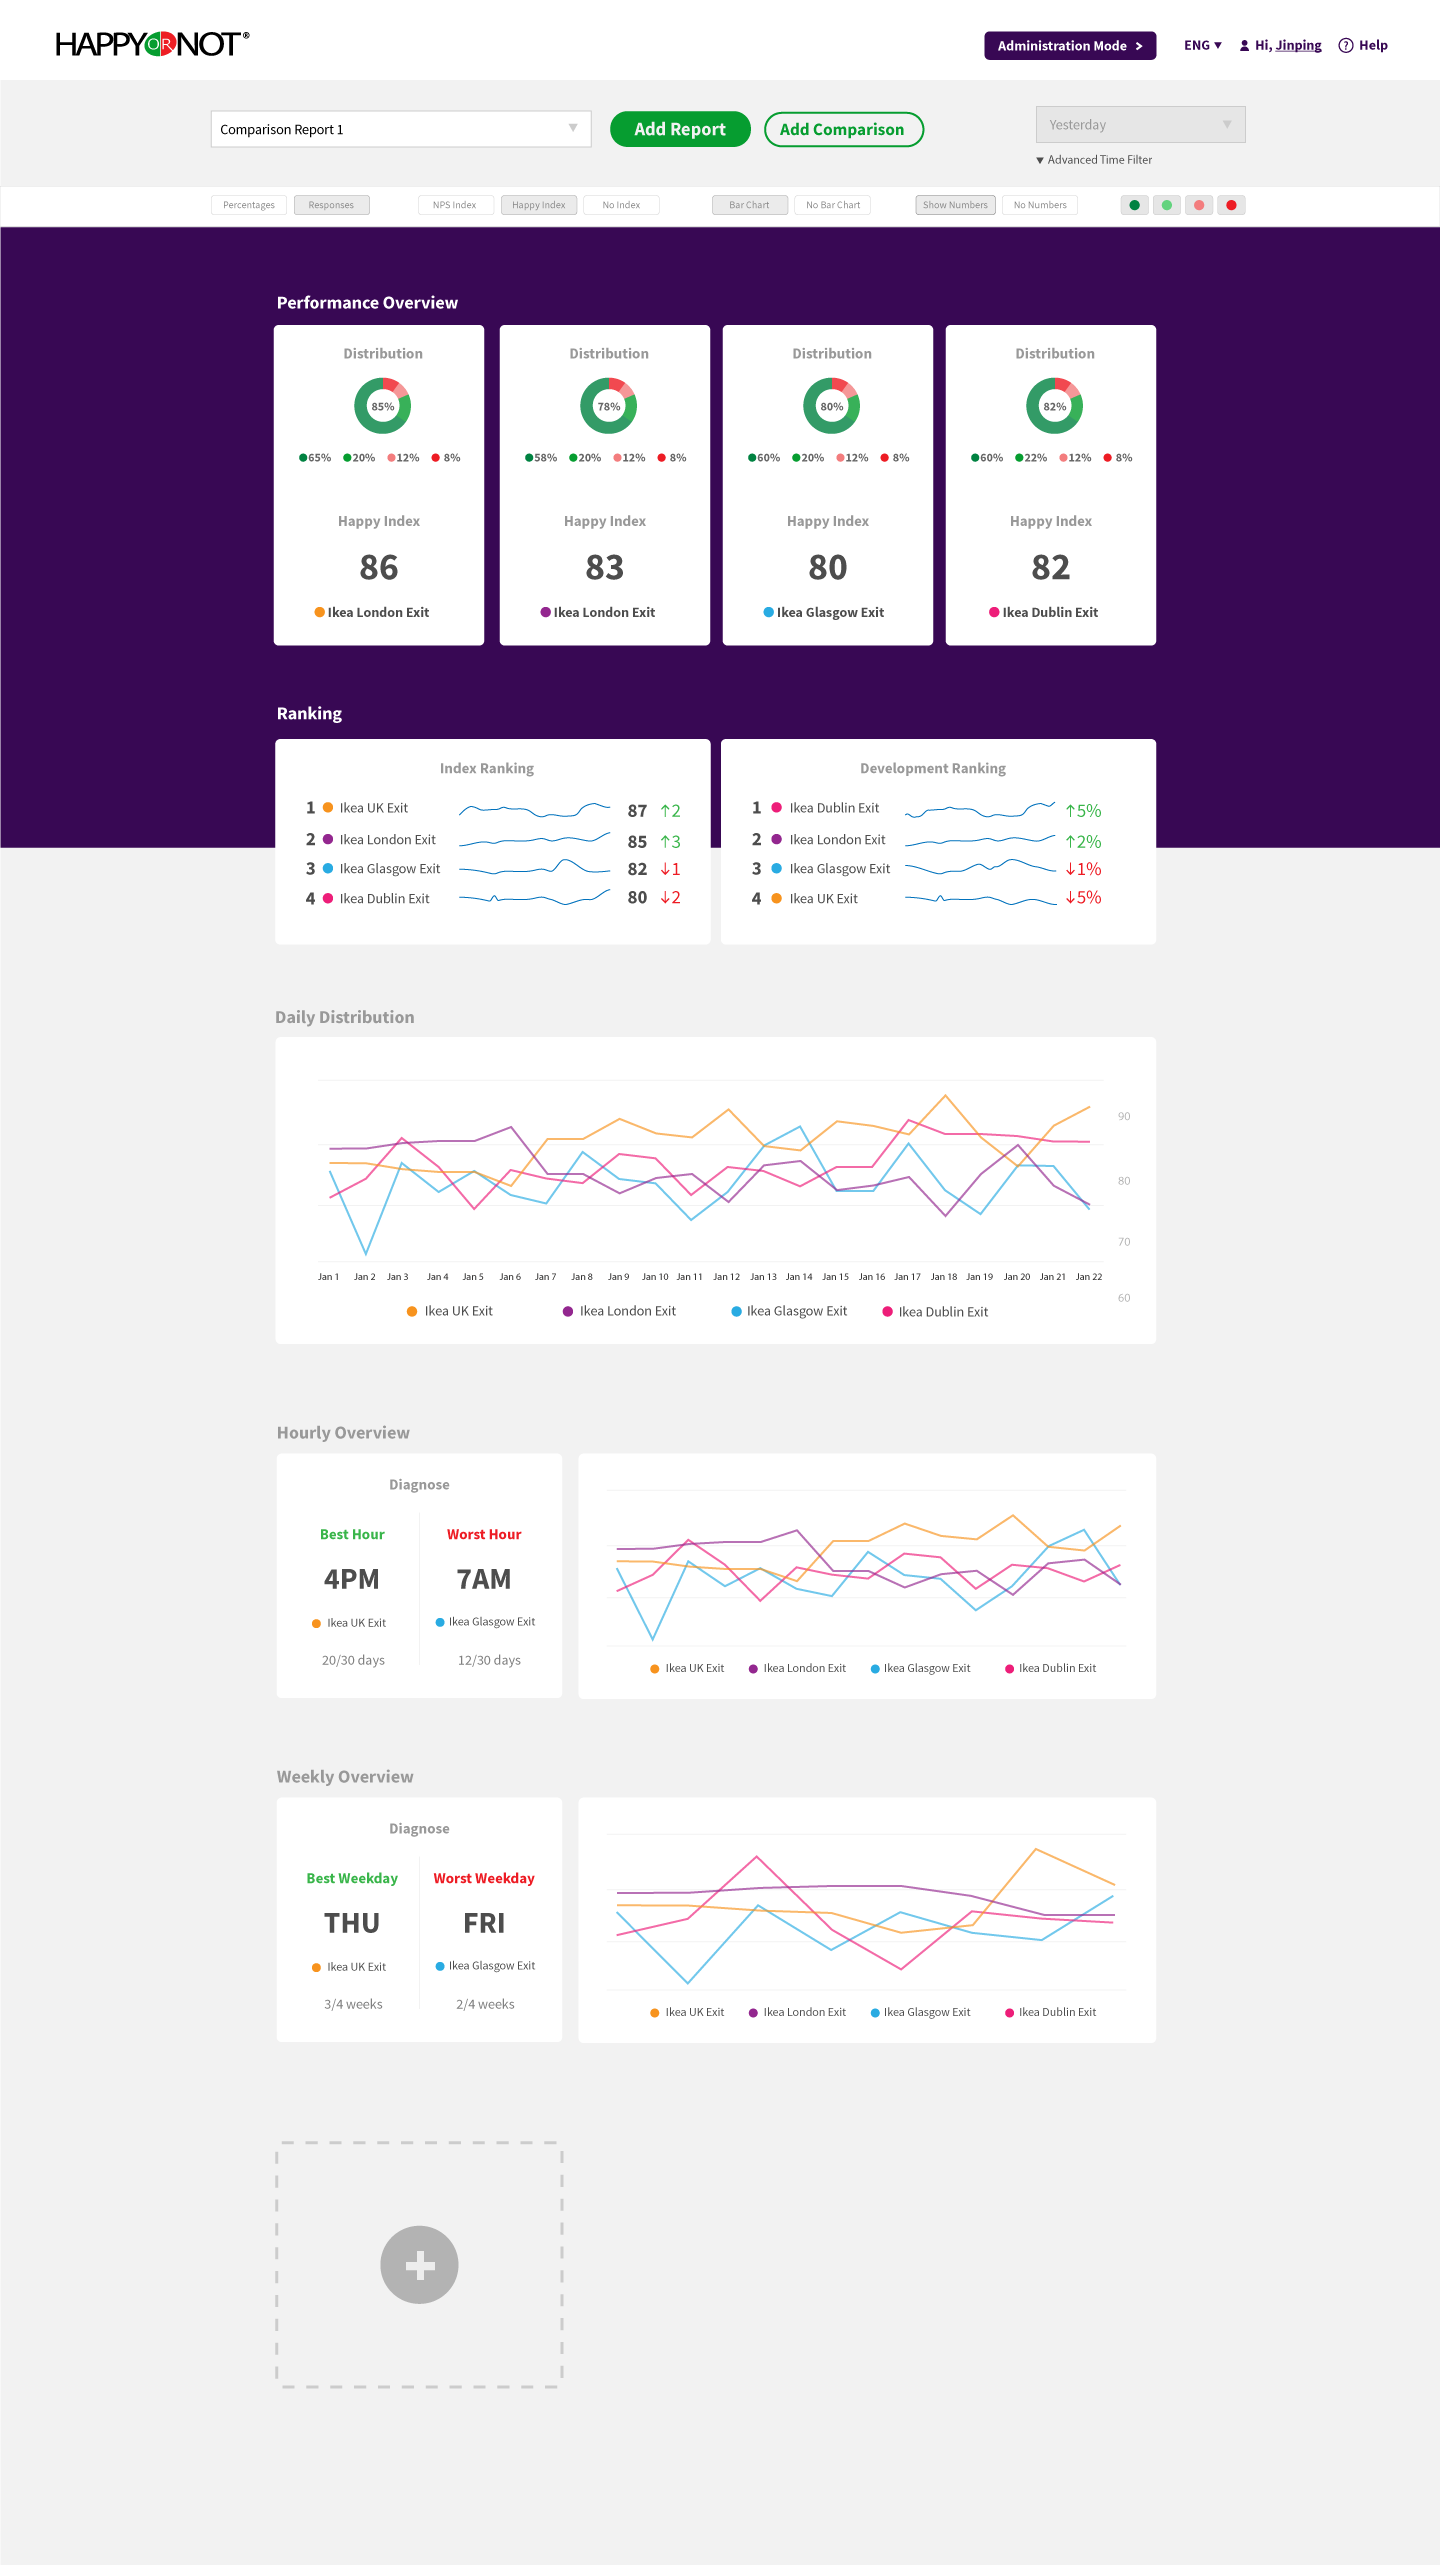 HAPPY OR NOT®
Administration Mode >
ENG ▼
Hi, Jinping
? Help
Comparison Report 1 ▼
Add Report
Add Comparison
Yesterday ▼
▼ Advanced Time Filter
Percentages
Responses
NPS Index
Happy Index
No Index
Bar Chart
No Bar Chart
Show Numbers
No Numbers
Performance Overview
Distribution
85%
65% 20% 12% 8%
Happy Index
86
Ikea London Exit
Distribution
78%
58% 20% 12% 8%
Happy Index
83
Ikea London Exit
Distribution
80%
60% 20% 12% 8%
Happy Index
80
Ikea Glasgow Exit
Distribution
82%
60% 22% 12% 8%
Happy Index
82
Ikea Dublin Exit
Ranking
Index Ranking
1 Ikea UK Exit 87 ↑2
2 Ikea London Exit 85 ↑3
3 Ikea Glasgow Exit 82 ↓1
4 Ikea Dublin Exit 80 ↓2
Development Ranking
1 Ikea Dublin Exit ↑5%
2 Ikea London Exit ↑2%
3 Ikea Glasgow Exit ↓1%
4 Ikea UK Exit ↓5%
Daily Distribution
90
80
70
60
Jan 1 Jan 2 Jan 3 Jan 4 Jan 5 Jan 6 Jan 7 Jan 8 Jan 9 Jan 10 Jan 11 Jan 12 Jan 13 Jan 14 Jan 15 Jan 16 Jan 17 Jan 18 Jan 19 Jan 20 Jan 21 Jan 22
Ikea UK Exit Ikea London Exit Ikea Glasgow Exit Ikea Dublin Exit
Hourly Overview
Diagnose
Best Hour
4PM
Ikea UK Exit
20/30 days
Worst Hour
7AM
Ikea Glasgow Exit
12/30 days
Ikea UK Exit Ikea London Exit Ikea Glasgow Exit Ikea Dublin Exit
Weekly Overview
Diagnose
Best Weekday
THU
Ikea UK Exit
3/4 weeks
Worst Weekday
FRI
Ikea Glasgow Exit
2/4 weeks
Ikea UK Exit Ikea London Exit Ikea Glasgow Exit Ikea Dublin Exit